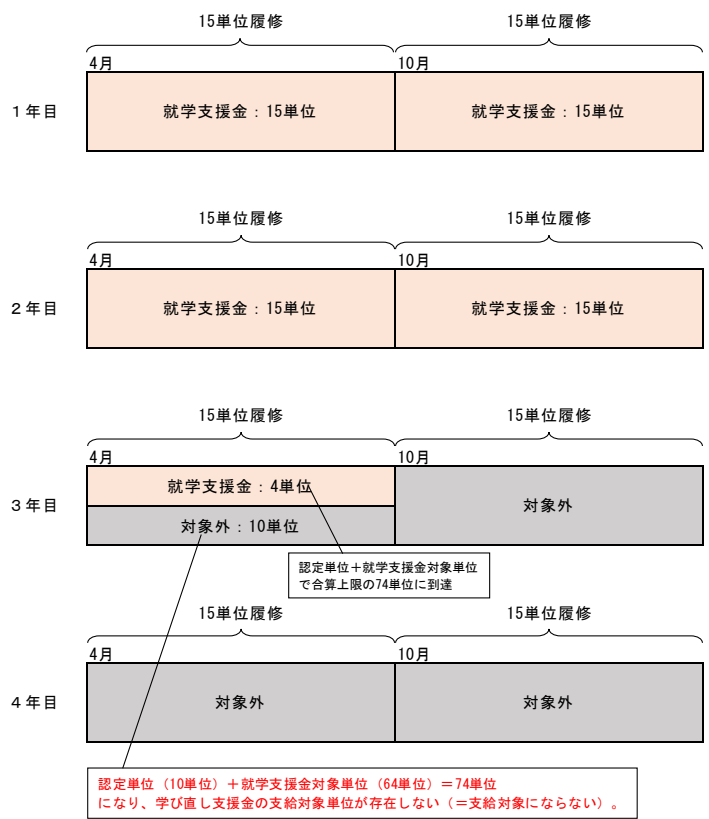 15単位履修 15単位履修
4月 10月
1年目 就学支援金：15単位 就学支援金：15単位
15単位履修 15単位履修
4月 10月
2年目 就学支援金：15単位 就学支援金：15単位
15単位履修 15単位履修
4月 10月
就学支援金：4単位
3年目 対象外
対象外：10単位
認定単位＋就学支援金対象単位
で合算上限の74単位に到達
15単位履修 15単位履修
4月 10月
4年目 対象外 対象外
認定単位（10単位）＋就学支援金対象単位（64単位）＝74単位
になり、学び直し支援金の支給対象単位が存在しない（＝支給対象にならない）。